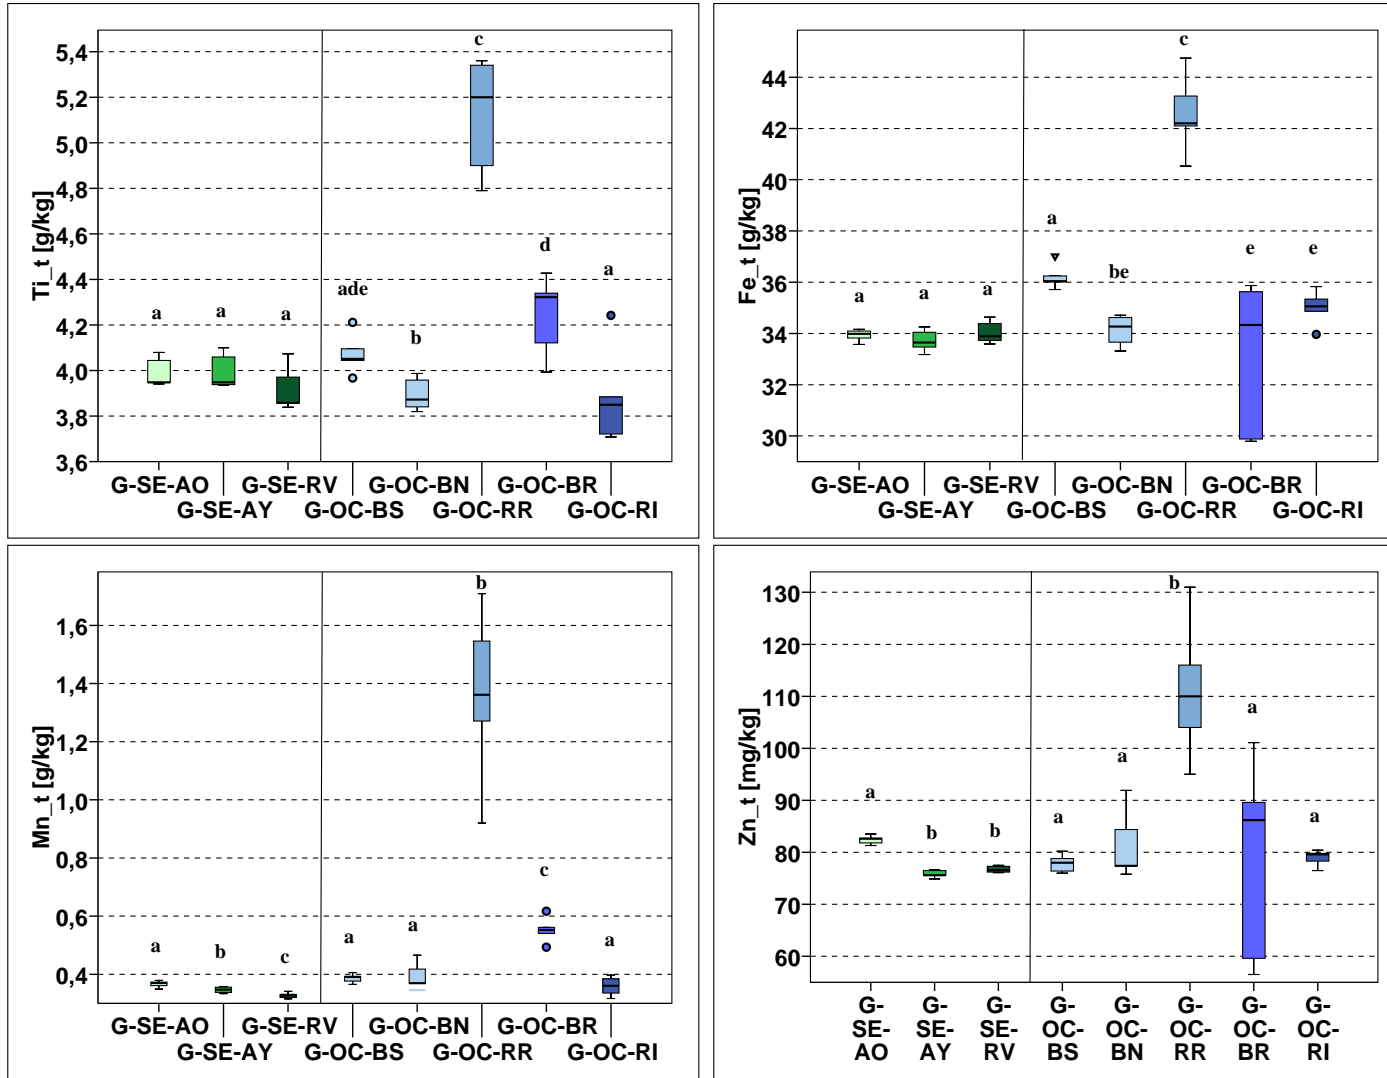 c
5,4
5,2
5,0
4,8
4,6
4,4
4,2
4,0
3,8
3,6
Ti_t [g/kg]
a a a ade b d a
G-SE-AO G-SE-RV G-OC-BN G-OC-BR
G-SE-AY G-OC-BS G-OC-RR G-OC-RI
c
44
42
40
38
36
34
32
30
Fe_t [g/kg]
a a a a be e e
G-SE-AO G-SE-RV G-OC-BN G-OC-BR
G-SE-AY G-OC-BS G-OC-RR G-OC-RI
b
1,6
1,4
1,2
1,0
0,8
0,6
0,4
Mn_t [g/kg]
a b c a a c a
G-SE-AO G-SE-RV G-OC-BN G-OC-BR
G-SE-AY G-OC-BS G-OC-RR G-OC-RI
b
130
120
110
100
90
80
70
60
Zn_t [mg/kg]
a b b a a a a
G- G- G- G- G- G- G- G-
SE- SE- SE- OC- OC- OC- OC- OC-
AO AY RV BS BN RR BR RI